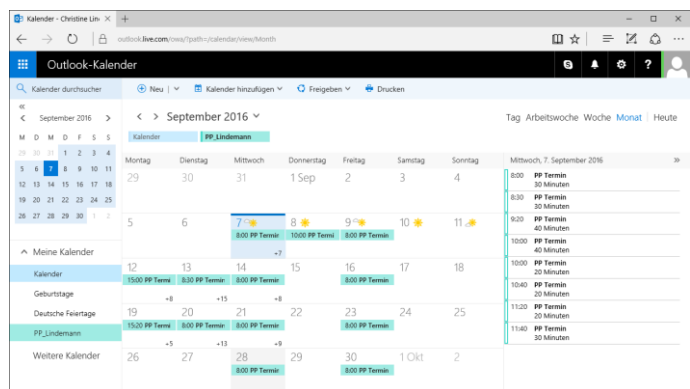 Kalender - Christine Lin
outlook.live.com/owa/?path=/calendar/view/Month
Outlook-Kalender
Kalender durchsucher
Neu
Kalender hinzufügen
Freigeben
Drucken
September 2016
M D M D F S S
29 30 31 1 2 3 4
5 6 7 8 9 10 11
12 13 14 15 16 17 18
19 20 21 22 23 24 25
26 27 28 29 30 1 2
Meine Kalender
Kalender
Geburtstage
Deutsche Feiertage
PP_Lindemann
Weitere Kalender
September 2016
Tag Arbeitswoche Woche Monat Heute
Kalender
PP_Lindemann
Montag Dienstag Mittwoch Donnerstag Freitag Samstag Sonntag
29 30 31 1 Sep 2 3 4
5 6 7 8 9 10 11
8:00 PP Termin 10:00 PP Termi 8:00 PP Termin
+7
12 13 14 15 16 17 18
15:00 PP Termi 8:30 PP Termin 8:00 PP Termin 8:00 PP Termin
+8 +15 +8
19 20 21 22 23 24 25
15:20 PP Termi 8:00 PP Termin 8:00 PP Termin 8:00 PP Termin
+5 +13 +9
26 27 28 29 30 1 Okt 2
8:00 PP Termin 8:00 PP Termin
Mittwoch, 7. September 2016
8:00 PP Termin
30 Minuten
8:30 PP Termin
30 Minuten
9:20 PP Termin
40 Minuten
10:00 PP Termin
40 Minuten
10:00 PP Termin
20 Minuten
10:40 PP Termin
20 Minuten
11:20 PP Termin
20 Minuten
11:40 PP Termin
30 Minuten